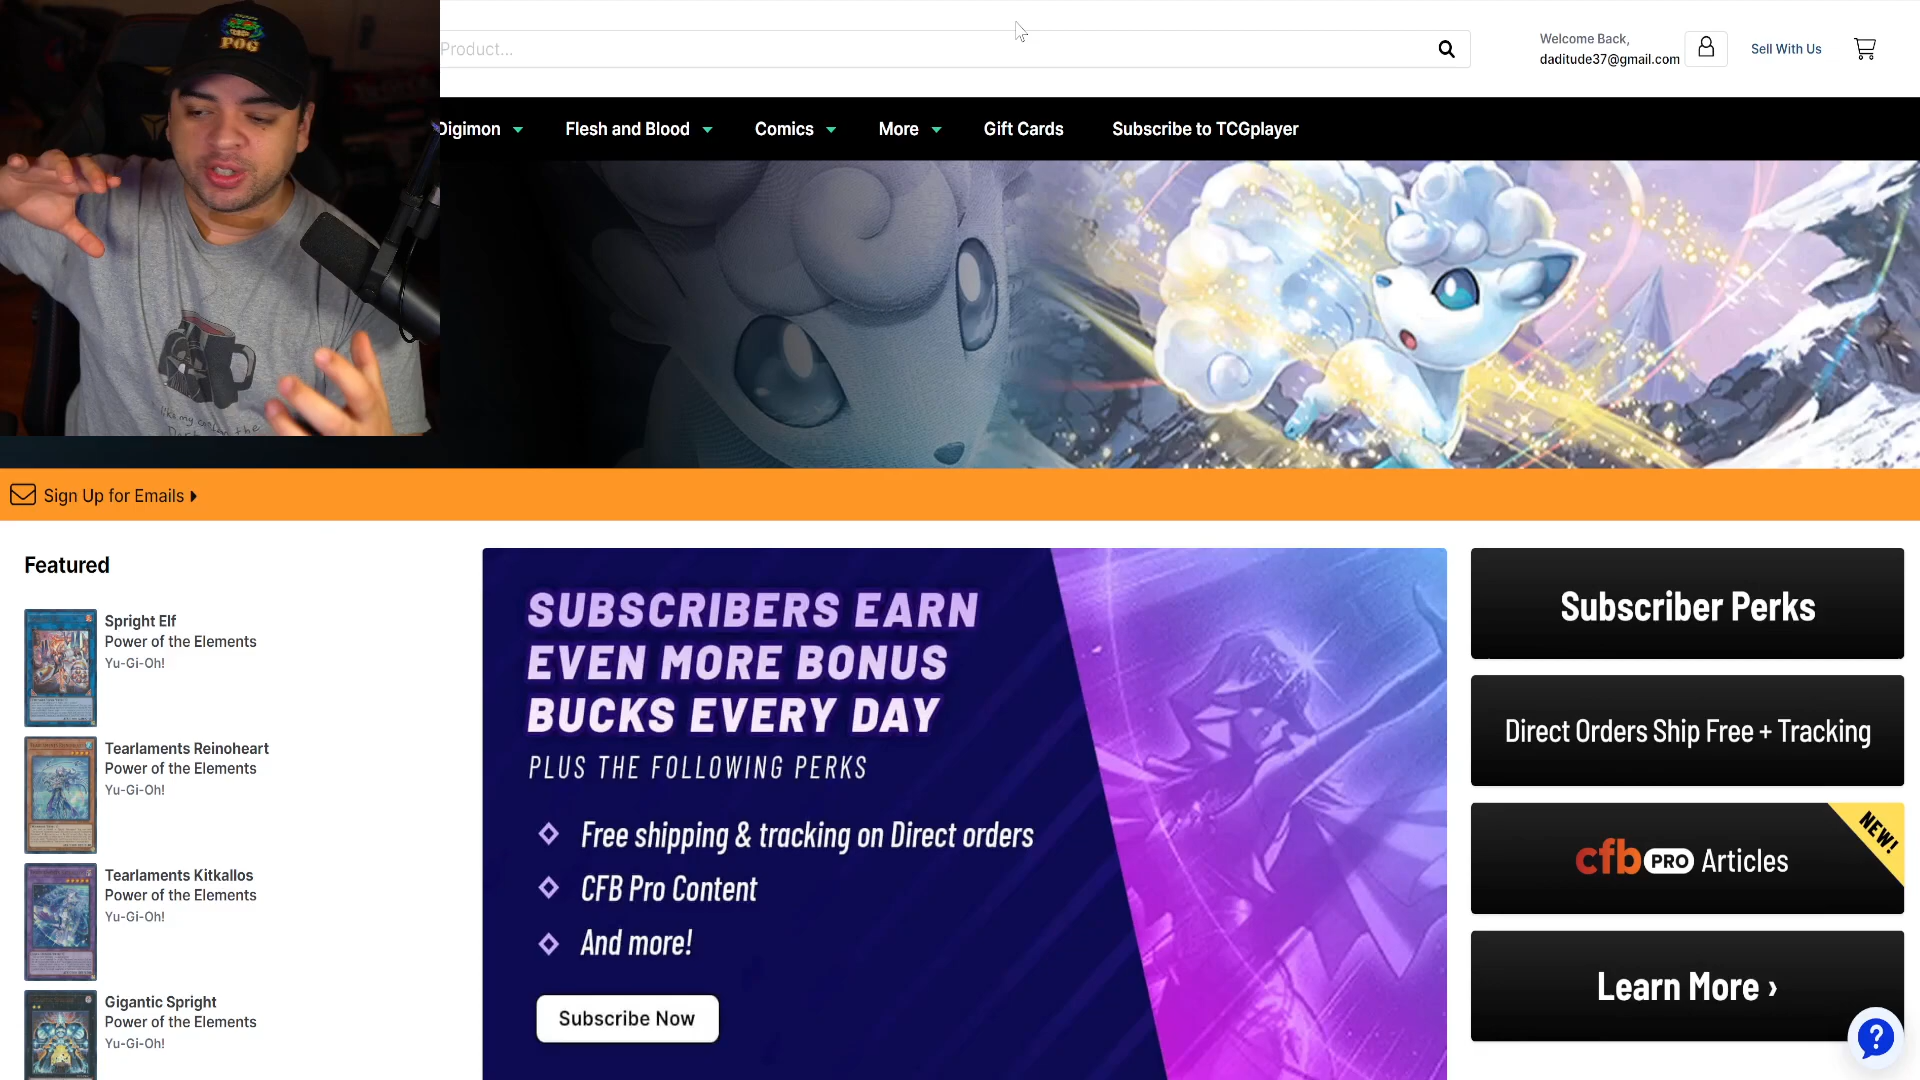 POG
like my coffee on the
Product...
Welcome Back,
daditude37@gmail.com
Sell With Us
Digimon
Flesh and Blood
Comics
More
Gift Cards
Subscribe to TCGplayer
Sign Up for Emails
Featured
Spright Elf
Power of the Elements
Yu-Gi-Oh!
Tearlaments Reinoheart
Power of the Elements
Yu-Gi-Oh!
Tearlaments Kitkallos
Power of the Elements
Yu-Gi-Oh!
Gigantic Spright
Power of the Elements
Yu-Gi-Oh!
SUBSCRIBERS EARN
EVEN MORE BONUS
BUCKS EVERY DAY
PLUS THE FOLLOWING PERKS
Free shipping & tracking on Direct orders
CFB Pro Content
And more!
Subscribe Now
Subscriber Perks
Direct Orders Ship Free + Tracking
cfb PRO Articles
NEW!
Learn More ›
?